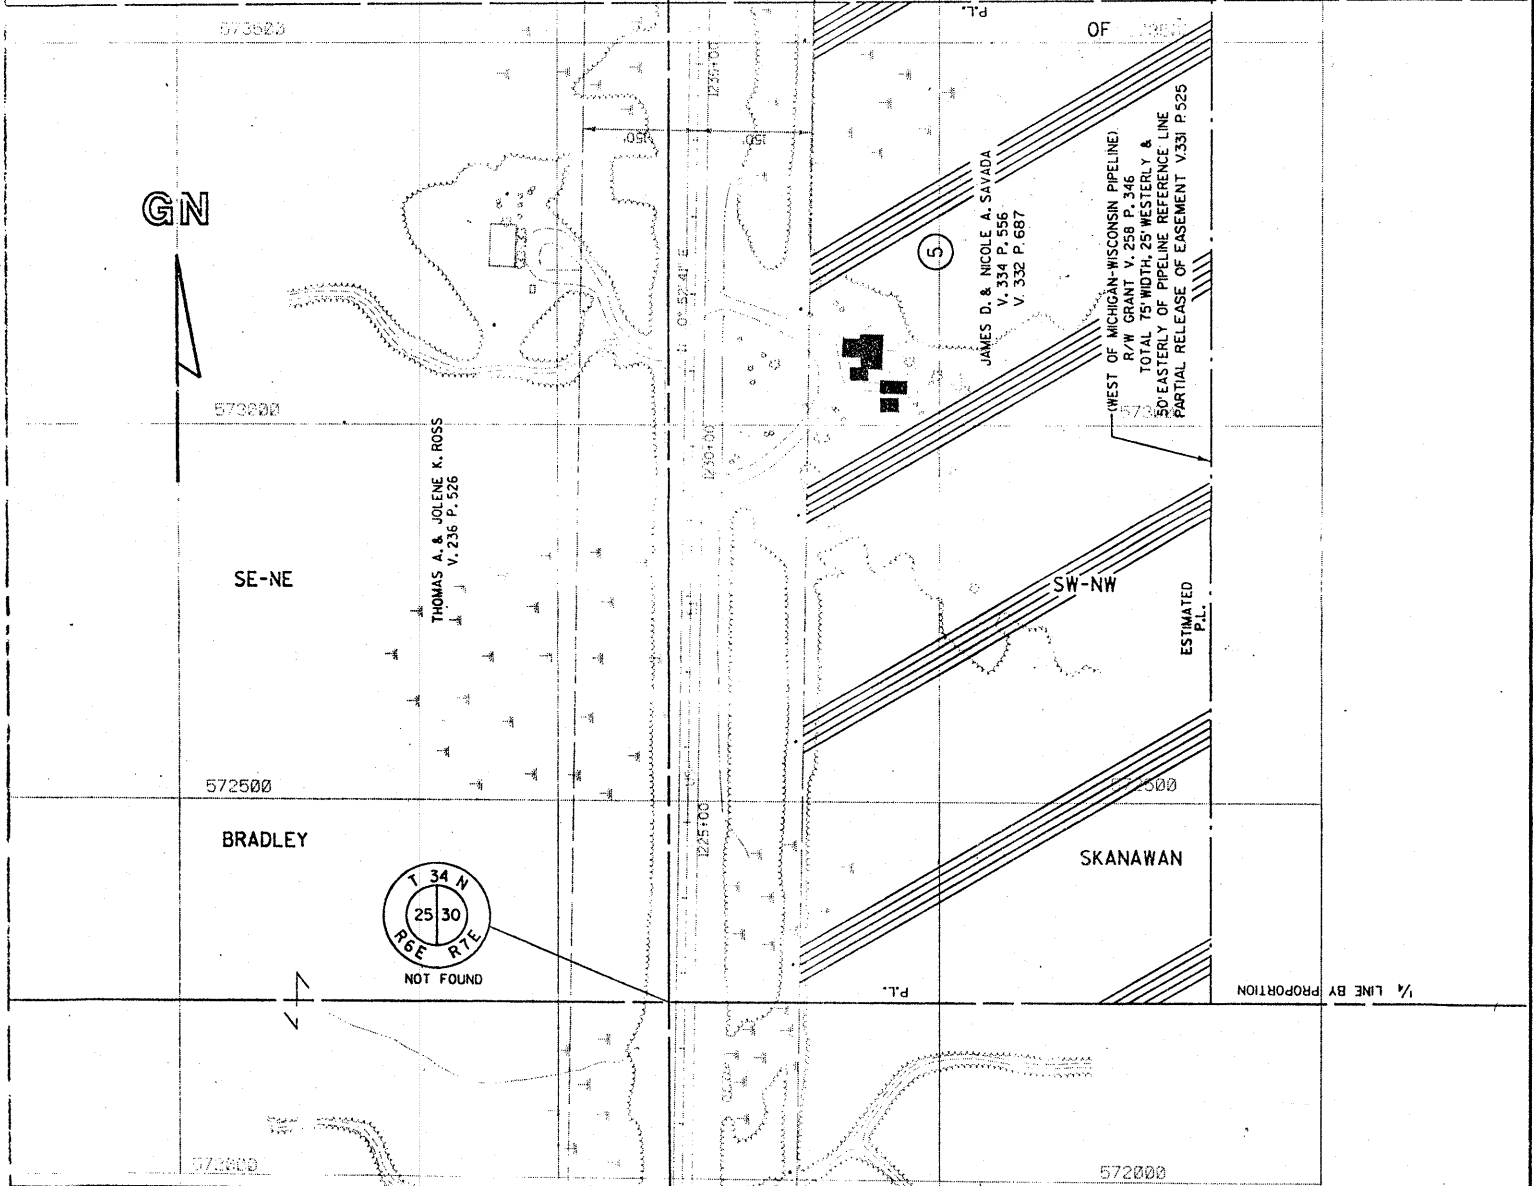 573500
P.L.
OF
1235+00
150'
150'
GN
JAMES D. & NICOLE A. SAVADA
V. 334 P. 556
V. 332 P. 687
5
(WEST OF MICHIGAN-WISCONSIN PIPELINE)
R/W GRANT V. 258 P. 346
TOTAL 75' WIDTH, 25' WESTERLY &
50' EASTERLY OF PIPELINE REFERENCE LINE
PARTIAL RELEASE OF EASEMENT V.331 P.525
0° 52' 41" E
573000
THOMAS A. & JOLENE K. ROSS
V. 236 P. 526
1230+00
SE-NE
SW-NW
ESTIMATED
P.L.
572500
572500
1225+00
BRADLEY
SKANAWAN
T 34 N
25 30
R6E R7E
NOT FOUND
P.L.
1/4 LINE BY PROPORTION
572000